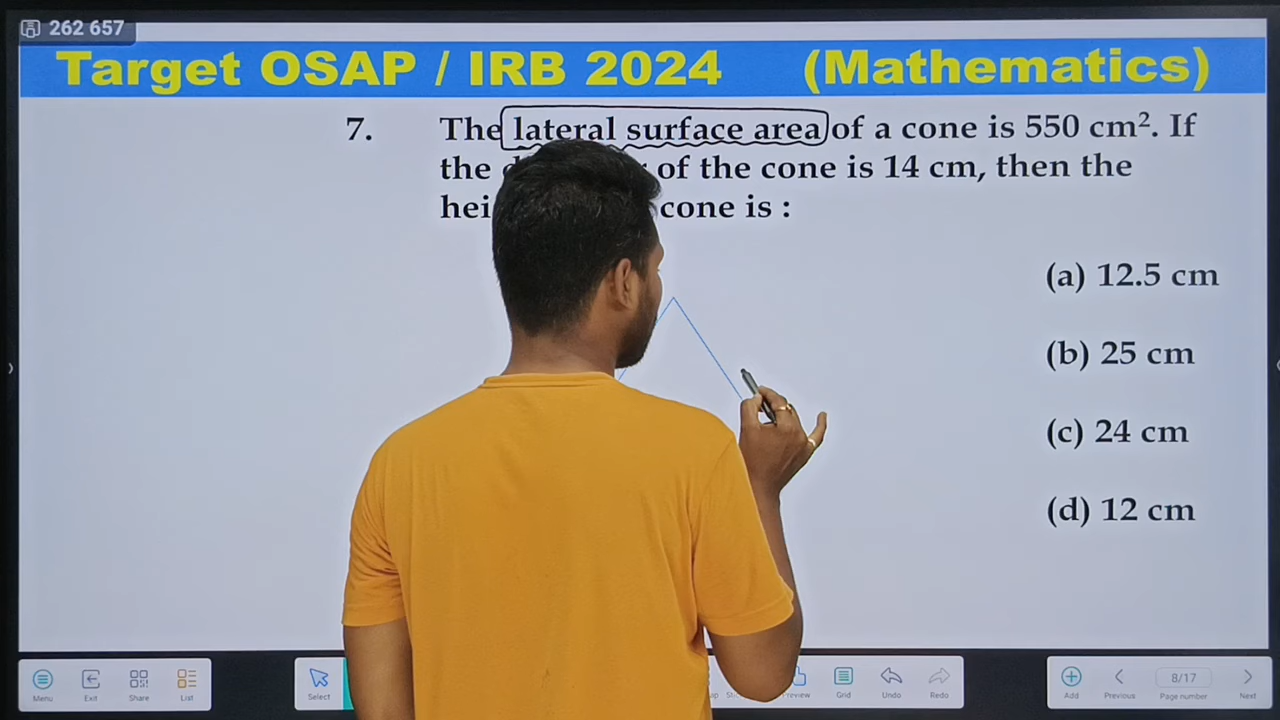 262 657
Target OSAP / IRB 2024 (Mathematics)
7. The lateral surface area of a cone is 550 cm². If
the of the cone is 14 cm, then the
cone is :
(a) 12.5 cm
(b) 25 cm
(c) 24 cm
(d) 12 cm
Menu Exit Share List Select Grid Undo Redo Add Previous 8/17 Page number Next